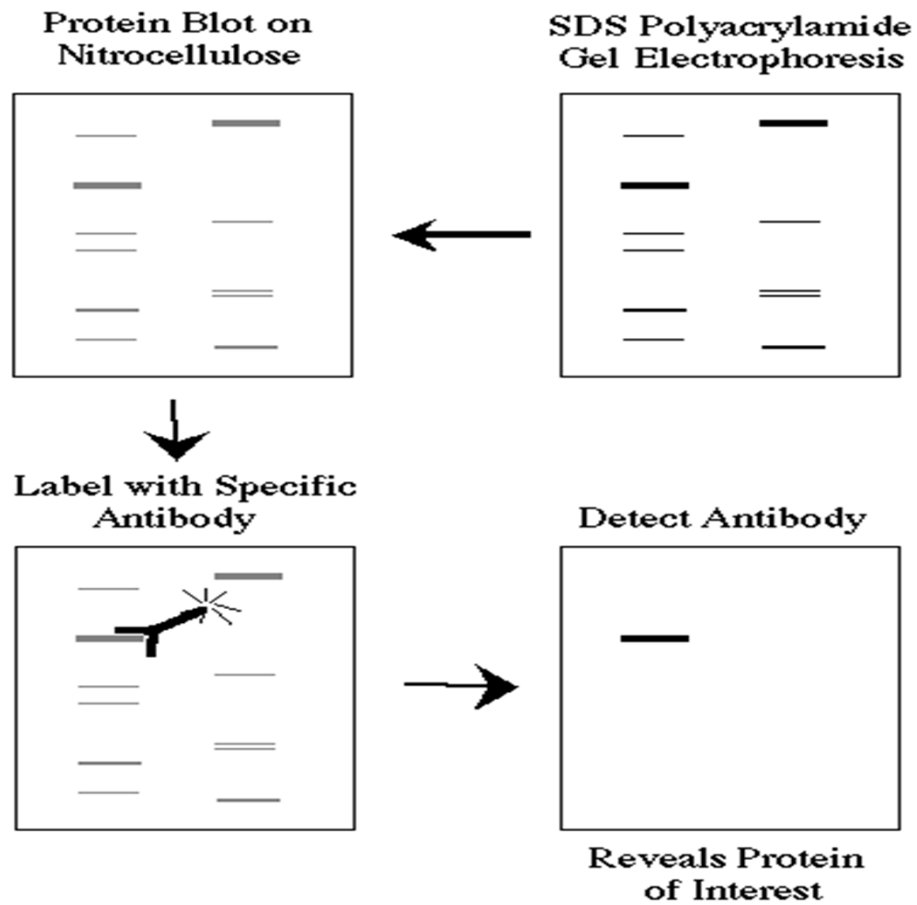 Protein Blot on
Nitrocellulose
SDS Polyacrylamide
Gel Electrophoresis
Label with Specific
Antibody
Detect Antibody
Reveals Protein
of Interest